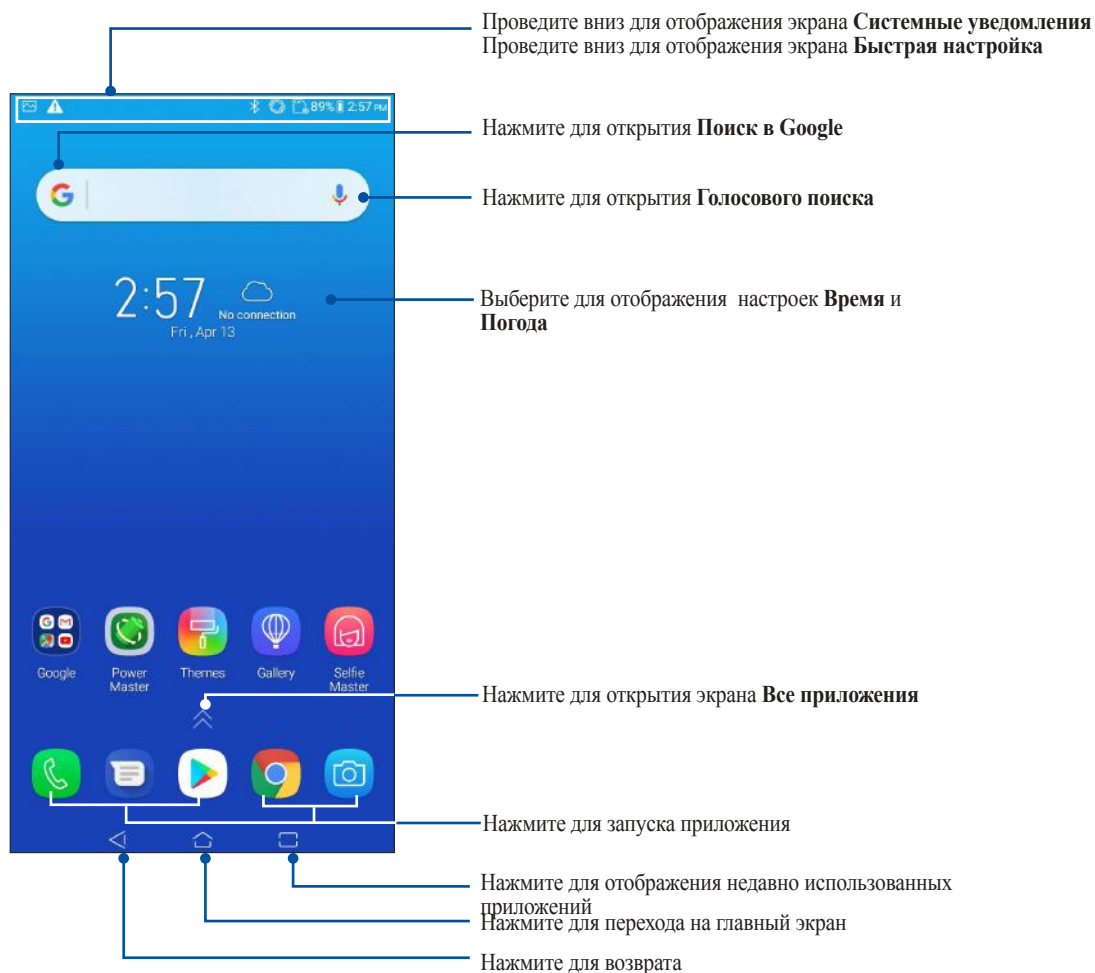 Проведите вниз для отображения экрана Системные уведомления
Проведите вниз для отображения экрана Быстрая настройка
89% 2:57 PM
Нажмите для открытия Поиск в Google
G
Нажмите для открытия Голосового поиска
2:57
No connection
Fri , Apr 13
Выберите для отображения настроек Время и
Погода
Google
Power
Master
Themes
Gallery
Selfie
Master
Нажмите для открытия экрана Все приложения
Нажмите для запуска приложения
Нажмите для отображения недавно использованных
приложений
Нажмите для перехода на главный экран
Нажмите для возврата